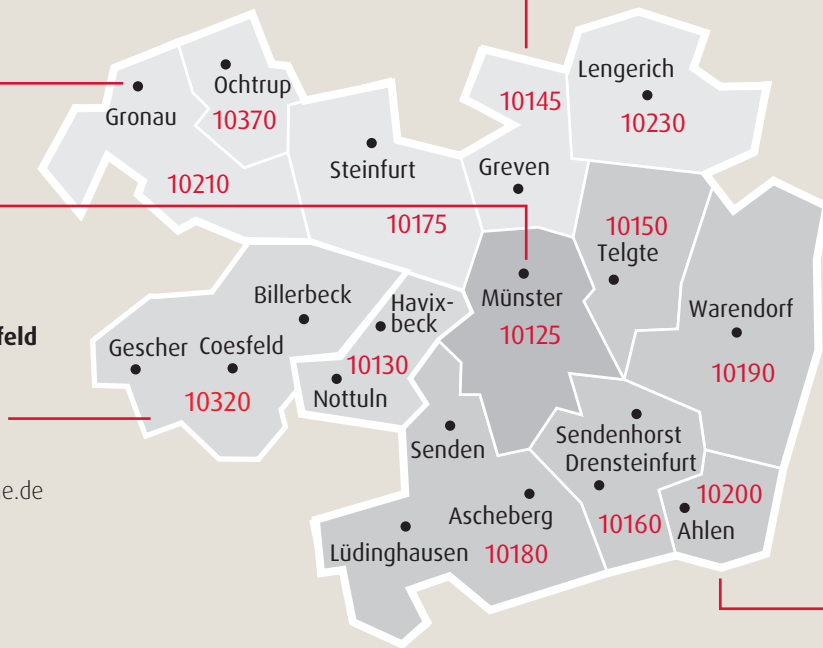 Ochtrup
10370
Gronau
10210
Steinfurt
10175
10145
Greven
Lengerich
10230
10150
Telgte
Münster
10125
Warendorf
10190
Billerbeck
Havix-
beck
10130
Nottuln
feld
Gescher
Coesfeld
10320
e.de
Senden
Ascheberg
Lüdinghausen
10180
Sendenhorst
Drensteinfurt
10160
10200
Ahlen